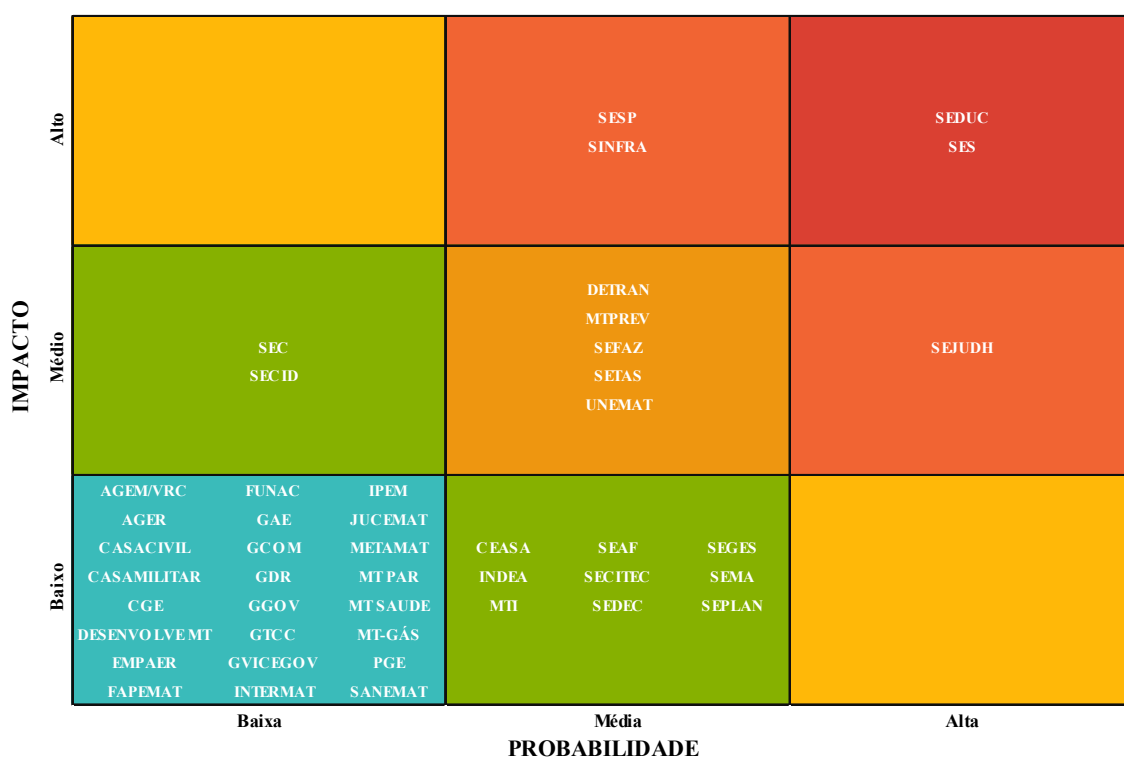 IMPACTO
Alto
SESP
SINFRA
SEDUC
SES
Médio
SEC
SECID
DETRAN
MTPREV
SEFAZ
SETAS
UNEMAT
SEJUDH
Baixo
AGEM/VRC FUNAC IPEM
AGER GAE JUCEMAT
CASACIVIL GCOM METAMAT
CASAMILITAR GDR MTPAR
CGE GGOV MTSAUDE
DESENVOLVEMT GTCC MT-GÁS
EMPAER GVICEGOV PGE
FAPEMAT INTERMAT SANEMAT
CEASA SEAF SEGES
INDEA SECITEC SEMA
MTI SEDEC SEPLAN
Baixa Média Alta
PROBABILIDADE